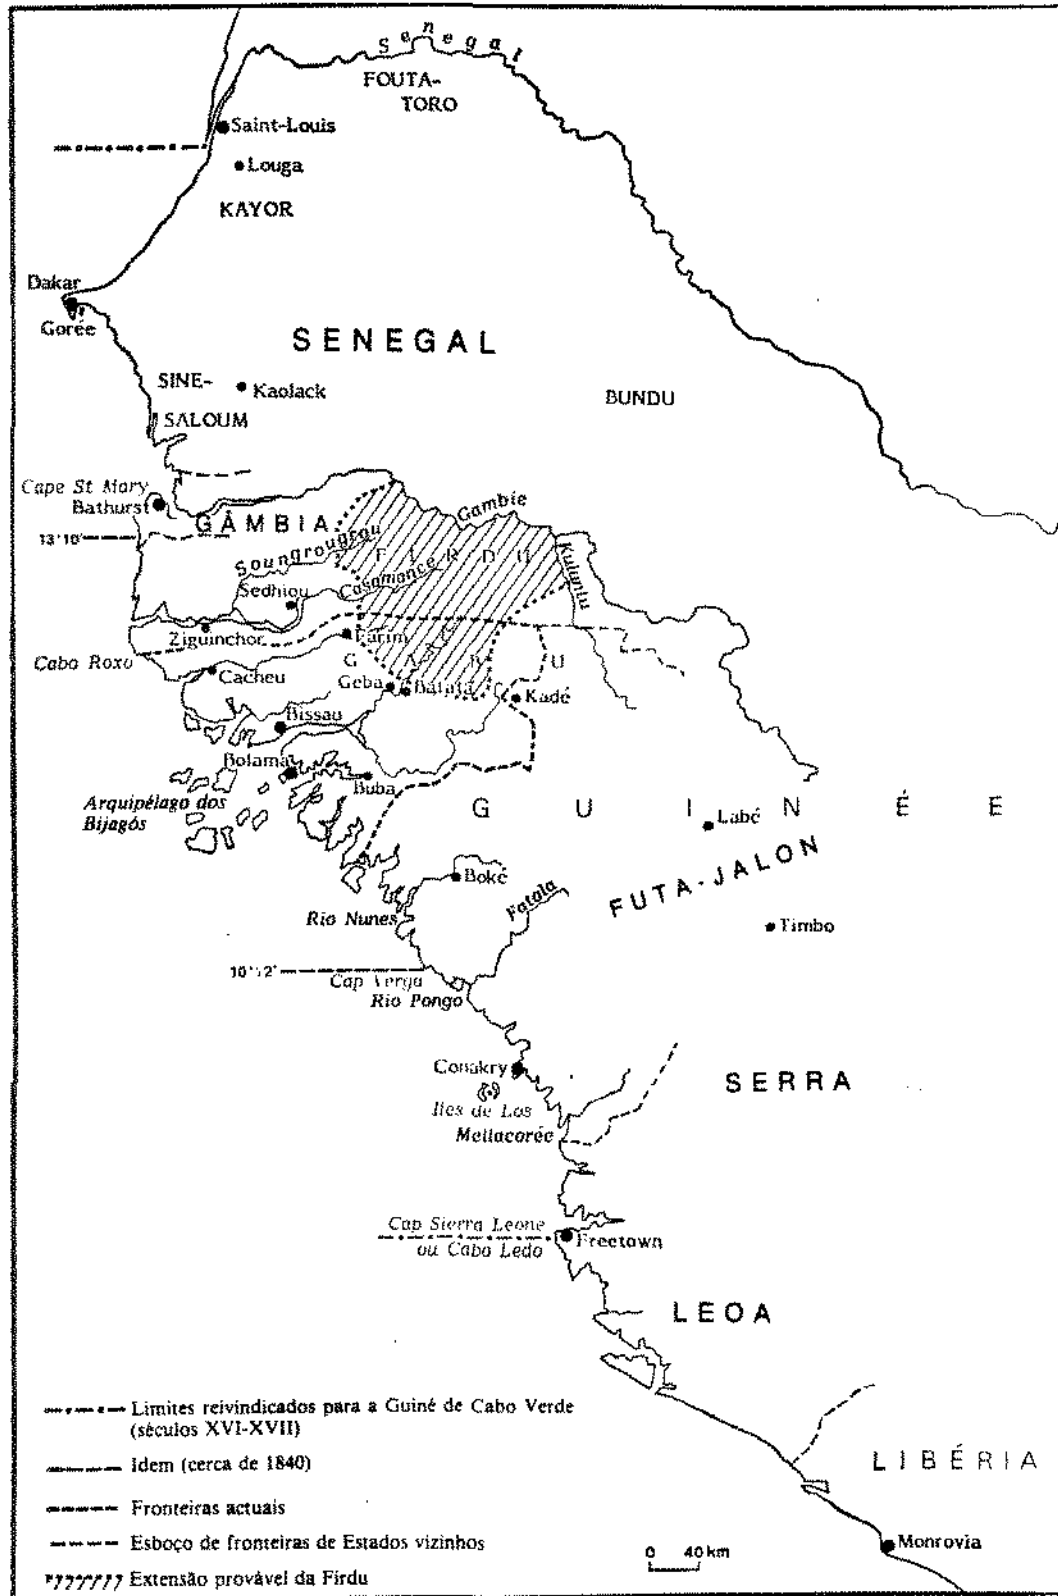 Senegal
FOUTA-
TORO
Saint-Louis
Louga
KAYOR
Dakar
Gorée
SENEGAL
SINE-
SALOUM
Kaolack
BUNDU
Cape St Mary
Bathurst
GÂMBIA
Gambie
13°10'
Soungrougrou
FIRDU
Kuluntu
Casamance
Sedhiou
Ziguinchor
Farim
Cabo Roxo
GABU
Cacheu
Geba
Bafatá
Kadé
Bissau
Bolama
Buba
Arquipélago dos
Bijagós
GUINÉE
Labé
FUTA-JALON
Boké
Fatala
Rio Nunes
Timbo
Cap Verga
Rio Pongo
Conakry
SERRA
Iles de Los
Mellacorée
Cap Sierra Leone
ou Cabo Ledo
Freetown
LEOA
Limites reivindicados para a Guiné de Cabo Verde
(séculos XVI-XVII)
LIBÉRIA
Idem (cerca de 1840)
Fronteiras actuais
Esboço de fronteiras de Estados vizinhos
Monrovia
0 40 km
Extensão provável da Firdu